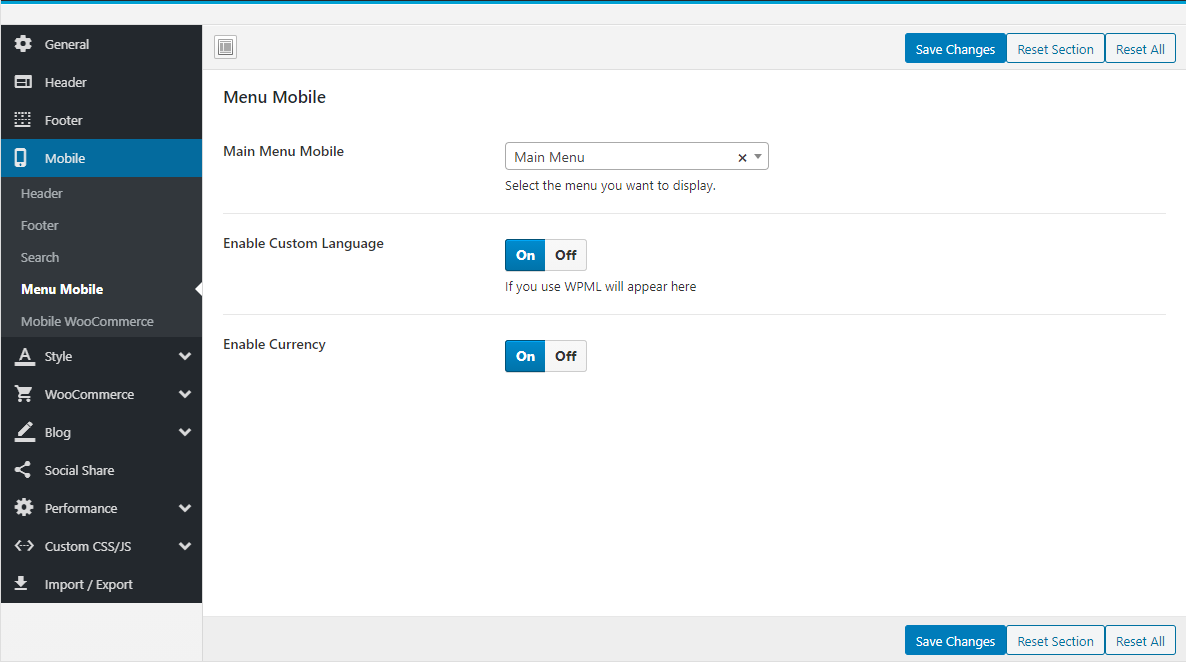 General
Header
Footer
Mobile
Header
Footer
Search
Menu Mobile
Mobile WooCommerce
Style
WooCommerce
Blog
Social Share
Performance
Custom CSS/JS
Import / Export
Save Changes Reset Section Reset All
Menu Mobile
Main Menu Mobile
Main Menu
Select the menu you want to display.
Enable Custom Language
On Off
If you use WPML will appear here
Enable Currency
On Off
Save Changes Reset Section Reset All